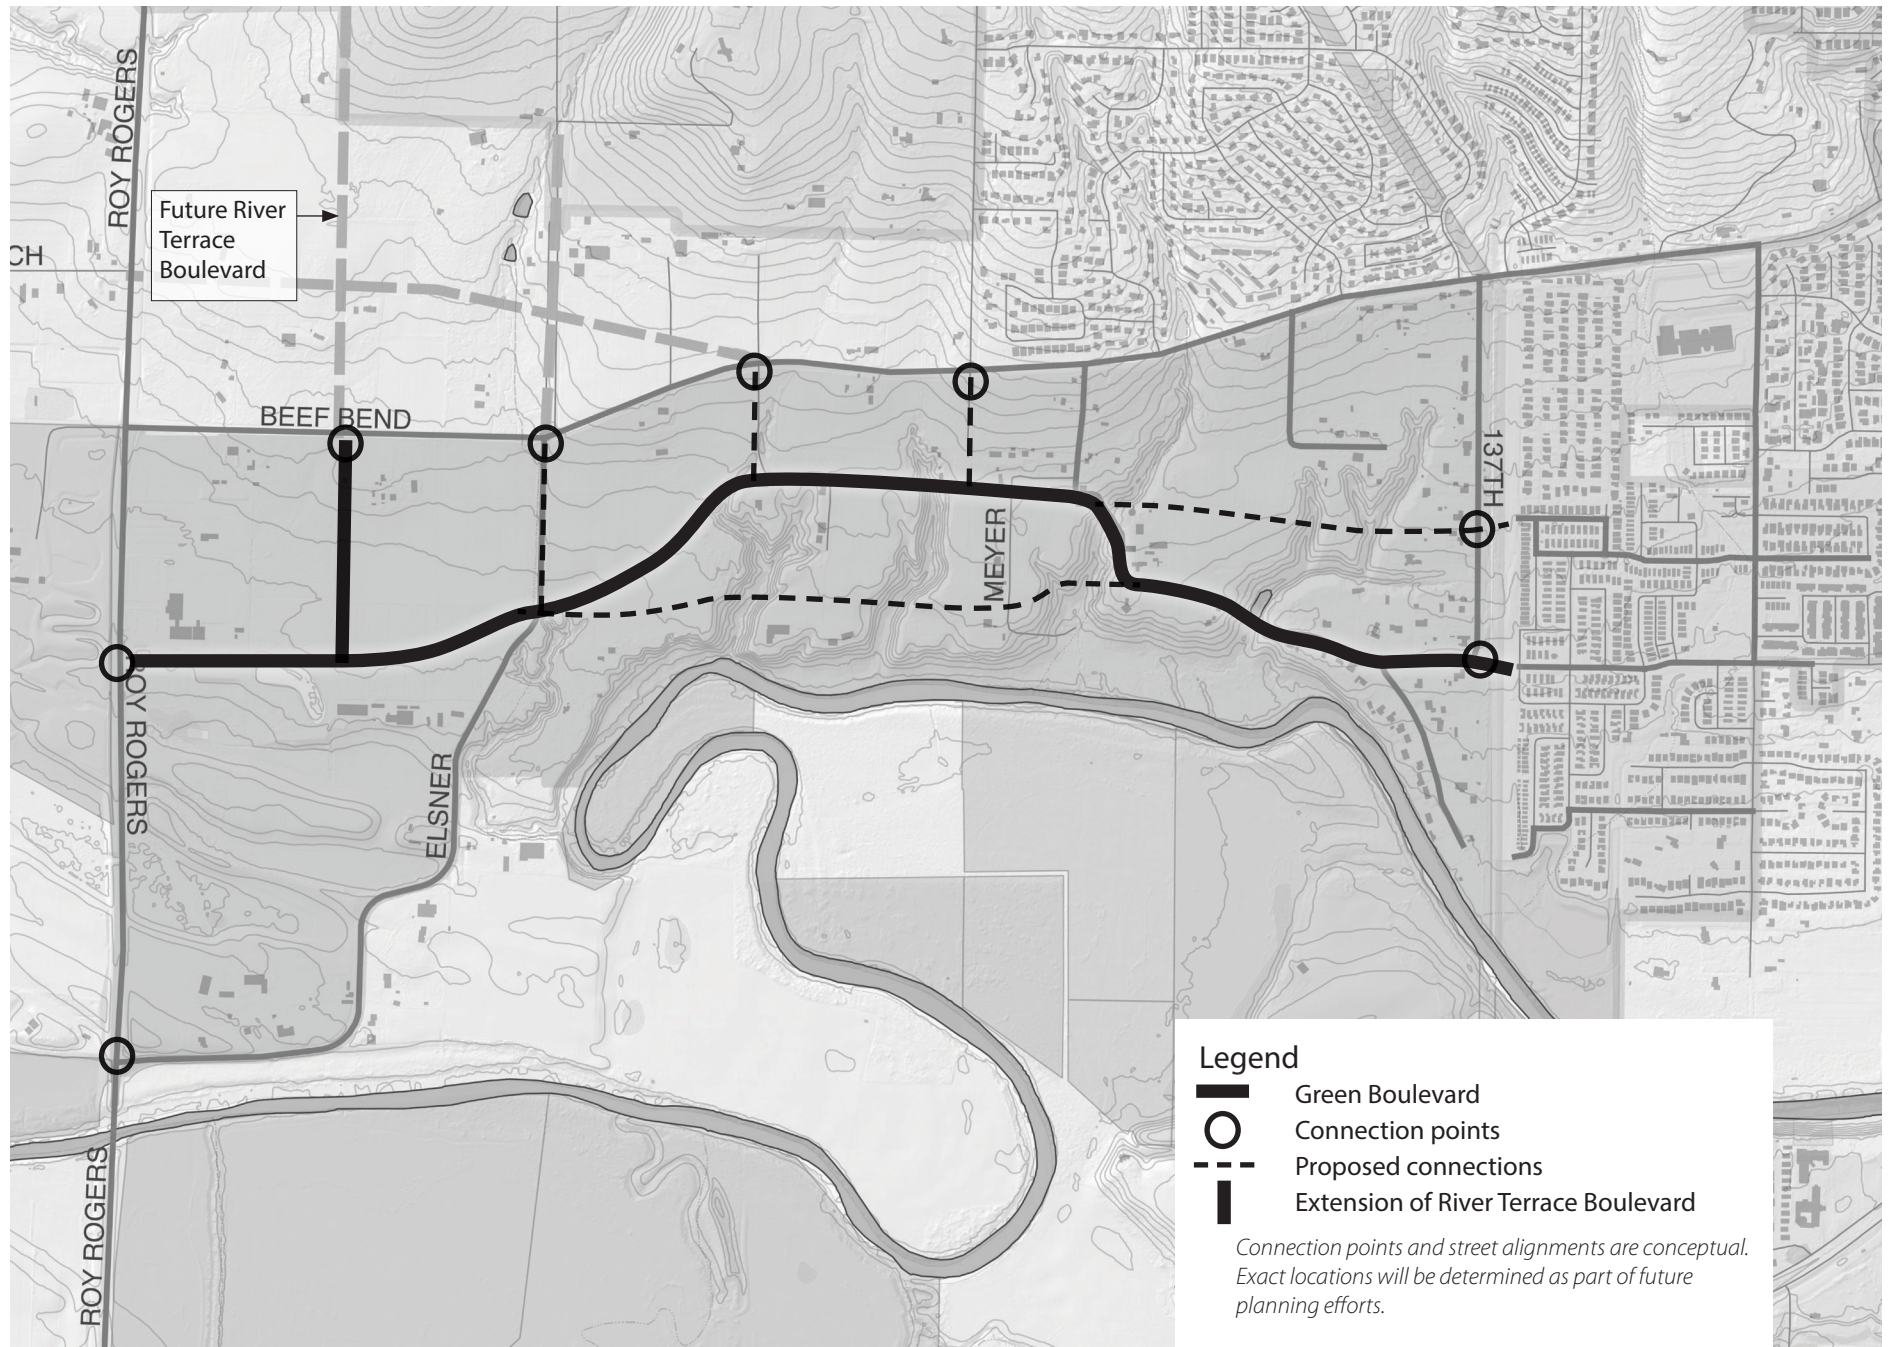 ROY ROGERS
Future River
Terrace
Boulevard
CH
BEEF BEND
137TH
MEYER
ROY ROGERS
ELSNER
ROY ROGERS
Legend
Green Boulevard
Connection points
Proposed connections
Extension of River Terrace Boulevard
Connection points and street alignments are conceptual.
Exact locations will be determined as part of future
planning efforts.